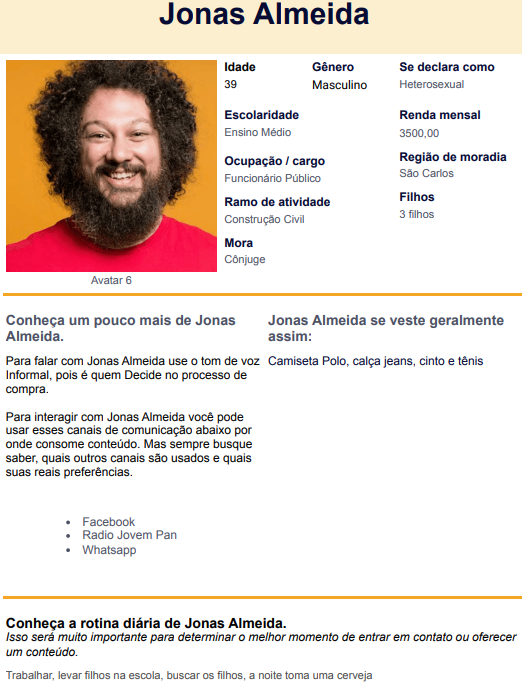 Jonas Almeida
Idade
39
Gênero
Masculino
Se declara como
Heterosexual
Escolaridade
Ensino Médio
Renda mensal
3500,00
Ocupação / cargo
Funcionário Público
Região de moradia
São Carlos
Ramo de atividade
Construção Civil
Filhos
3 filhos
Mora
Cônjuge
Avatar 6
Conheça um pouco mais de Jonas
Almeida.
Para falar com Jonas Almeida use o tom de voz
Informal, pois é quem Decide no processo de
compra.
Para interagir com Jonas Almeida você pode
usar esses canais de comunicação abaixo por
onde consome conteúdo. Mas sempre busque
saber, quais outros canais são usados e quais
suas reais preferências.
• Facebook
• Radio Jovem Pan
• Whatsapp
Jonas Almeida se veste geralmente
assim:
Camiseta Polo, calça jeans, cinto e tênis
Conheça a rotina diária de Jonas Almeida.
Isso será muito importante para determinar o melhor momento de entrar em contato ou oferecer
um conteúdo.
Trabalhar, levar filhos na escola, buscar os filhos, a noite toma uma cerveja